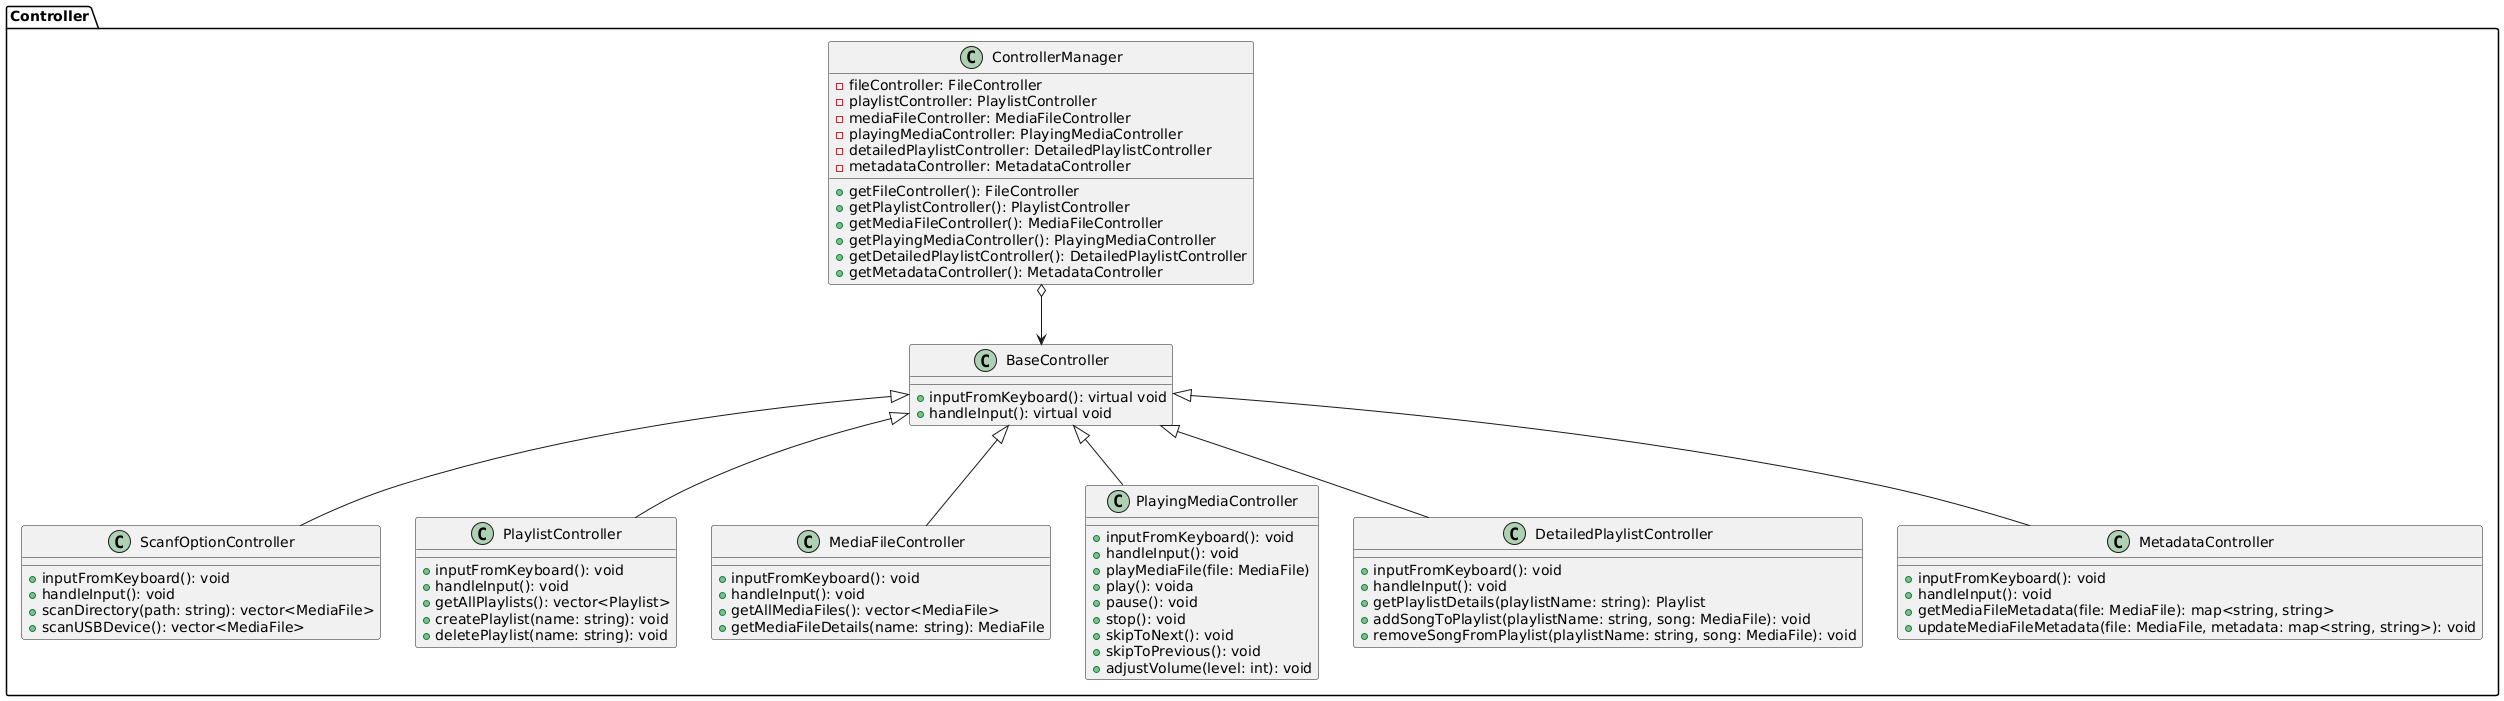 Controller
C ControllerManager
fileController: FileController
playlistController: PlaylistController
mediaFileController: MediaFileController
playingMediaController: PlayingMediaController
detailedPlaylistController: DetailedPlaylistController
metadataController: MetadataController
getFileController(): FileController
getPlaylistController(): PlaylistController
getMediaFileController(): MediaFileController
getPlayingMediaController(): PlayingMediaController
getDetailedPlaylistController(): DetailedPlaylistController
getMetadataController(): MetadataController
C BaseController
inputFromKeyboard(): virtual void
handleInput(): virtual void
C ScanfOptionController
inputFromKeyboard(): void
handleInput(): void
scanDirectory(path: string): vector<MediaFile>
scanUSBDevice(): vector<MediaFile>
C PlaylistController
inputFromKeyboard(): void
handleInput(): void
getAllPlaylists(): vector<Playlist>
createPlaylist(name: string): void
deletePlaylist(name: string): void
C MediaFileController
inputFromKeyboard(): void
handleInput(): void
getAllMediaFiles(): vector<MediaFile>
getMediaFileDetails(name: string): MediaFile
C PlayingMediaController
inputFromKeyboard(): void
handleInput(): void
playMediaFile(file: MediaFile)
play(): voida
pause(): void
stop(): void
skipToNext(): void
skipToPrevious(): void
adjustVolume(level: int): void
C DetailedPlaylistController
inputFromKeyboard(): void
handleInput(): void
getPlaylistDetails(playlistName: string): Playlist
addSongToPlaylist(playlistName: string, song: MediaFile): void
removeSongFromPlaylist(playlistName: string, song: MediaFile): void
C MetadataController
inputFromKeyboard(): void
handleInput(): void
getMediaFileMetadata(file: MediaFile): map<string, string>
updateMediaFileMetadata(file: MediaFile, metadata: map<string, string>): void